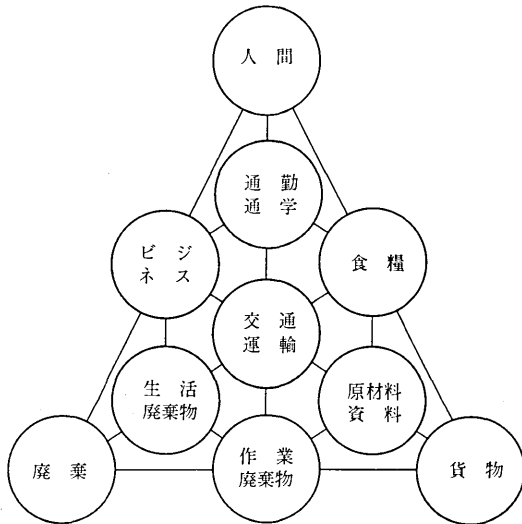 人間
通勤
通学
ビジ
ネス
食糧
交通
運輸
生活
廃棄物
原材料
資料
廃棄
作業
廃棄物
貨物